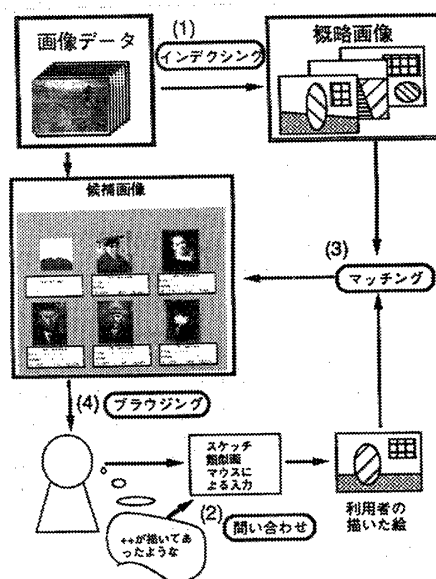 画像データ
(1)
インデクシング
概略画像
候補画像
(3)
マッチング
(4)
ブラウジング
スケッチ
類似画
マウスに
よる入力
(2)
問い合わせ
++が描いてあ
ったような
利用者の
描いた絵